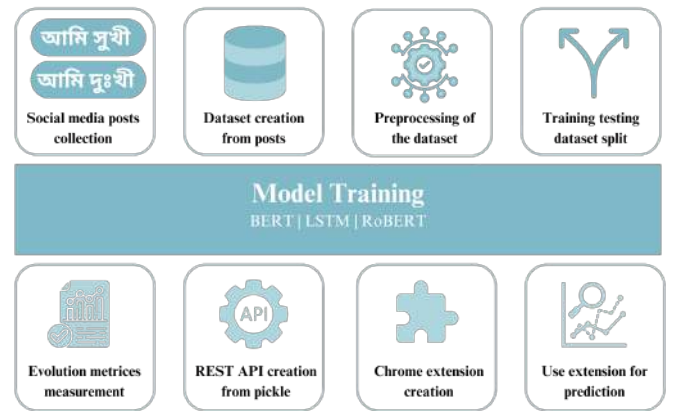 আমি সুখী
আমি দুঃখী
Social media posts
collection
Dataset creation
from posts
Preprocessing of
the dataset
Training testing
dataset split
Model Training
BERT | LSTM | RoBERT
Evolution metrices
measurement
API
REST API creation
from pickle
Chrome extension
creation
Use extension for
prediction